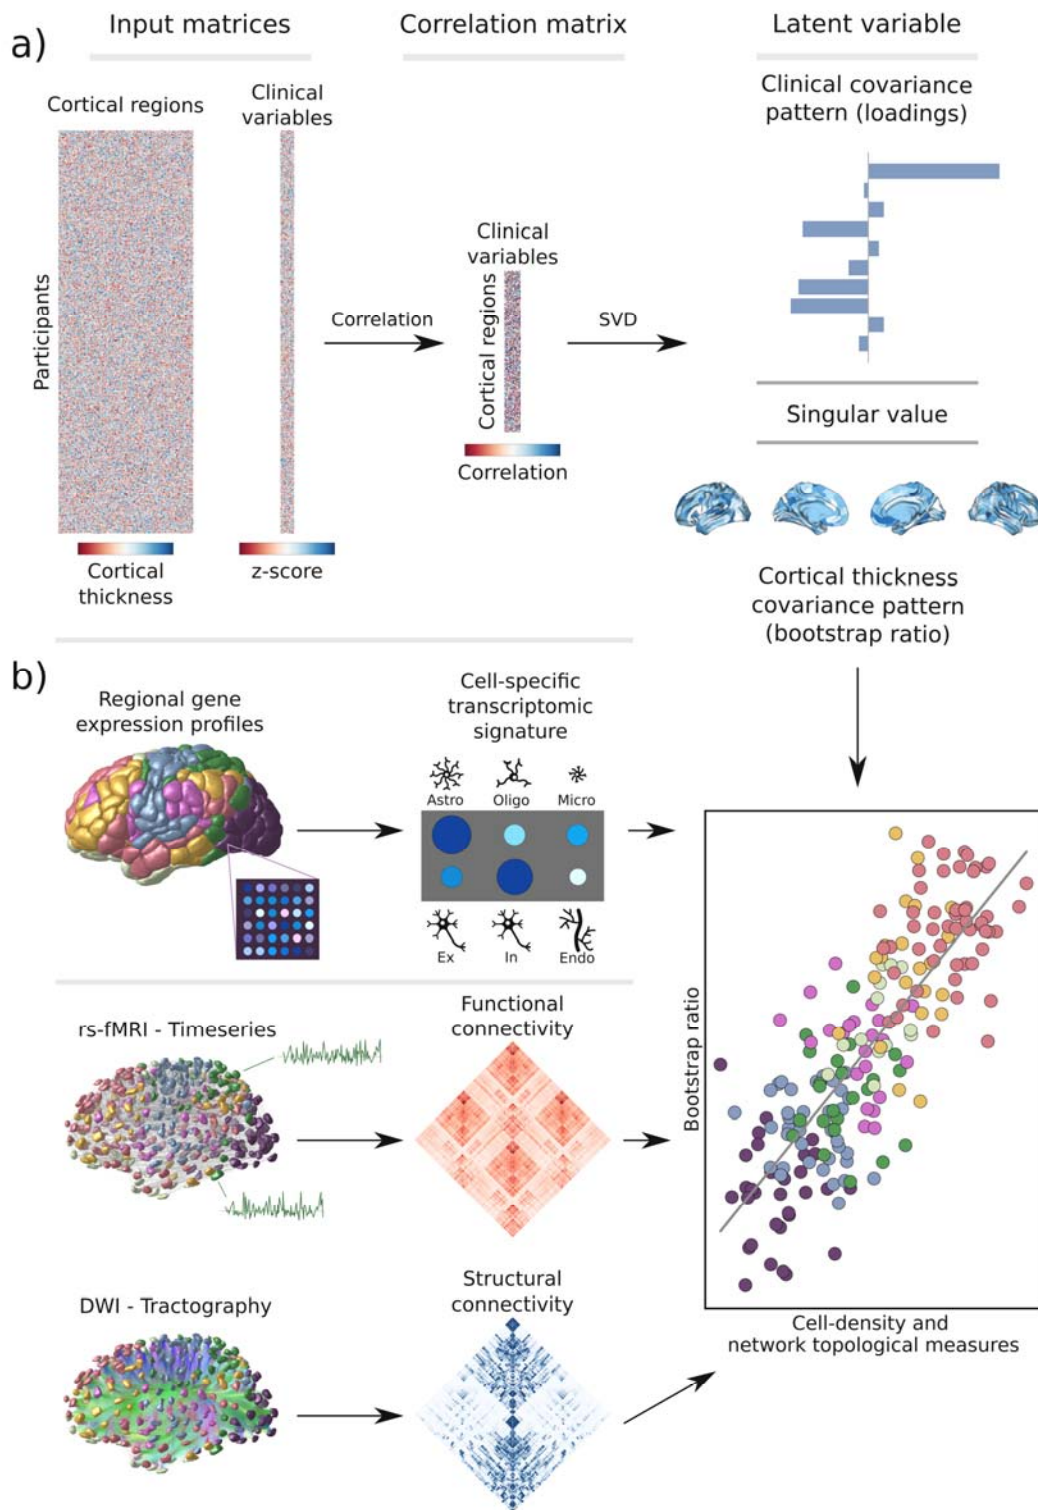 a)
Input matrices
Correlation matrix
Latent variable
Cortical regions
Clinical
variables
Participants
Cortical
thickness
z-score
Correlation
Clinical
variables
Cortical regions
Correlation
SVD
Clinical covariance
pattern (loadings)
Singular value
Cortical thickness
covariance pattern
(bootstrap ratio)
b)
Regional gene
expression profiles
Cell-specific
transcriptomic
signature
Astro
Oligo
Micro
Ex
In
Endo
rs-fMRI - Timeseries
Functional
connectivity
DWI - Tractography
Structural
connectivity
Bootstrap ratio
Cell-density and
network topological measures